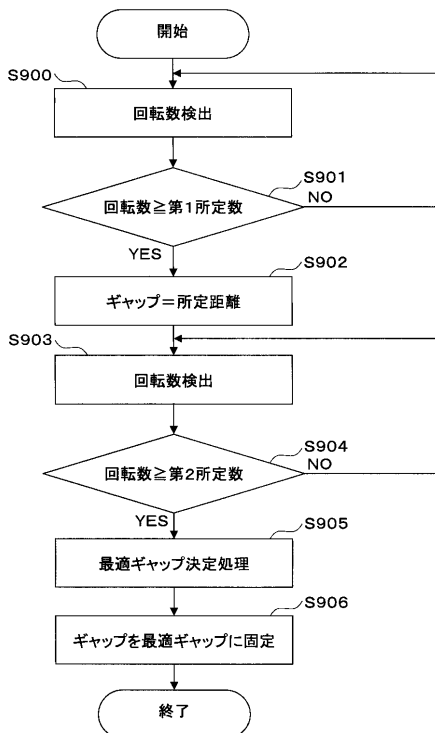 開始
S900
回転数検出
S901
回転数≧第1所定数
NO
YES
S902
ギャップ=所定距離
S903
回転数検出
S904
回転数≧第2所定数
NO
YES
S905
最適ギャップ決定処理
S906
ギャップを最適ギャップに固定
終了